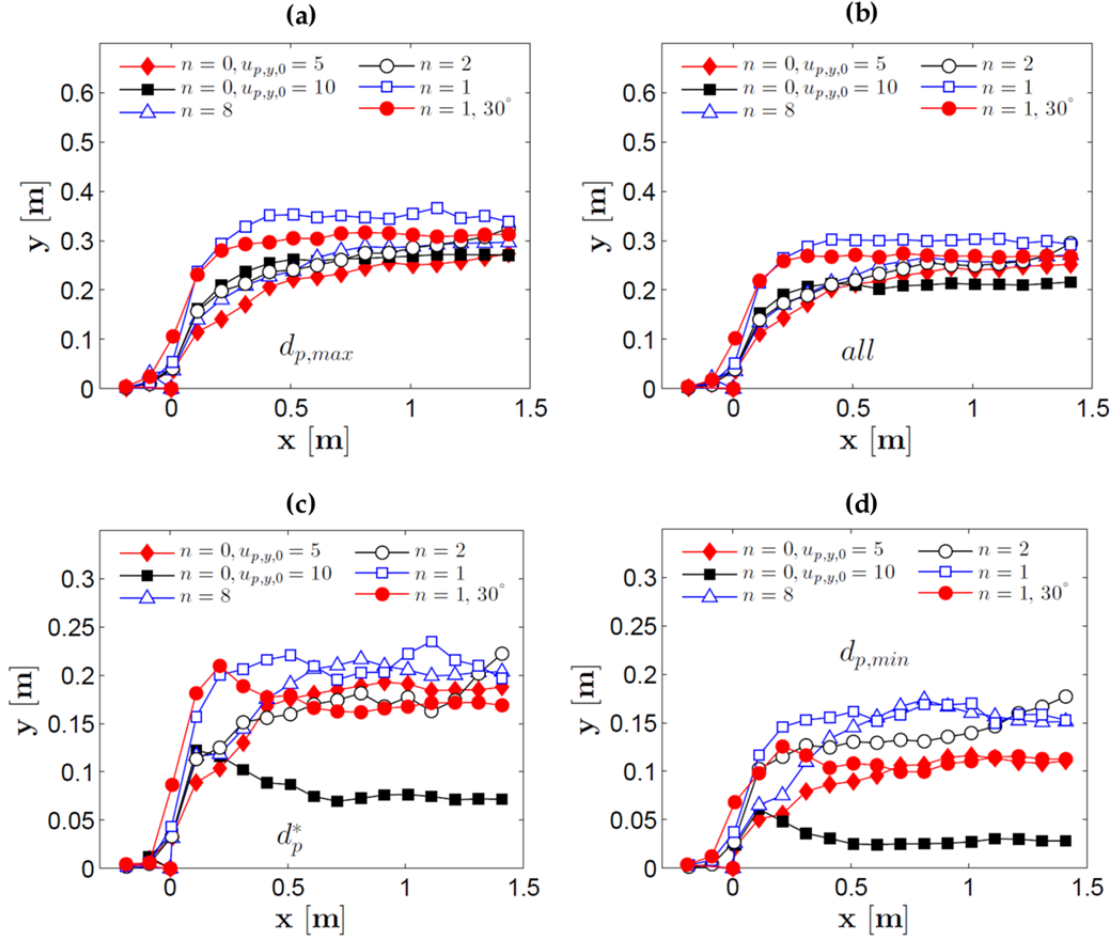 (a)
n = 0, u_{p,y,0} = 5
n = 0, u_{p,y,0} = 10
n = 8
n = 2
n = 1
n = 1, 30°
0.6
0.5
0.4
0.3
0.2
0.1
0
y [m]
d_{p,max}
0
0.5
1
1.5
x [m]
(b)
n = 0, u_{p,y,0} = 5
n = 0, u_{p,y,0} = 10
n = 8
n = 2
n = 1
n = 1, 30°
0.6
0.5
0.4
0.3
0.2
0.1
0
y [m]
all
0
0.5
1
1.5
x [m]
(c)
n = 0, u_{p,y,0} = 5
n = 0, u_{p,y,0} = 10
n = 8
n = 2
n = 1
n = 1, 30°
0.3
0.25
0.2
0.15
0.1
0.05
0
y [m]
d_p^*
0
0.5
1
1.5
x [m]
(d)
n = 0, u_{p,y,0} = 5
n = 0, u_{p,y,0} = 10
n = 8
n = 2
n = 1
n = 1, 30°
0.3
0.25
0.2
0.15
0.1
0.05
0
y [m]
d_{p,min}
0
0.5
1
1.5
x [m]